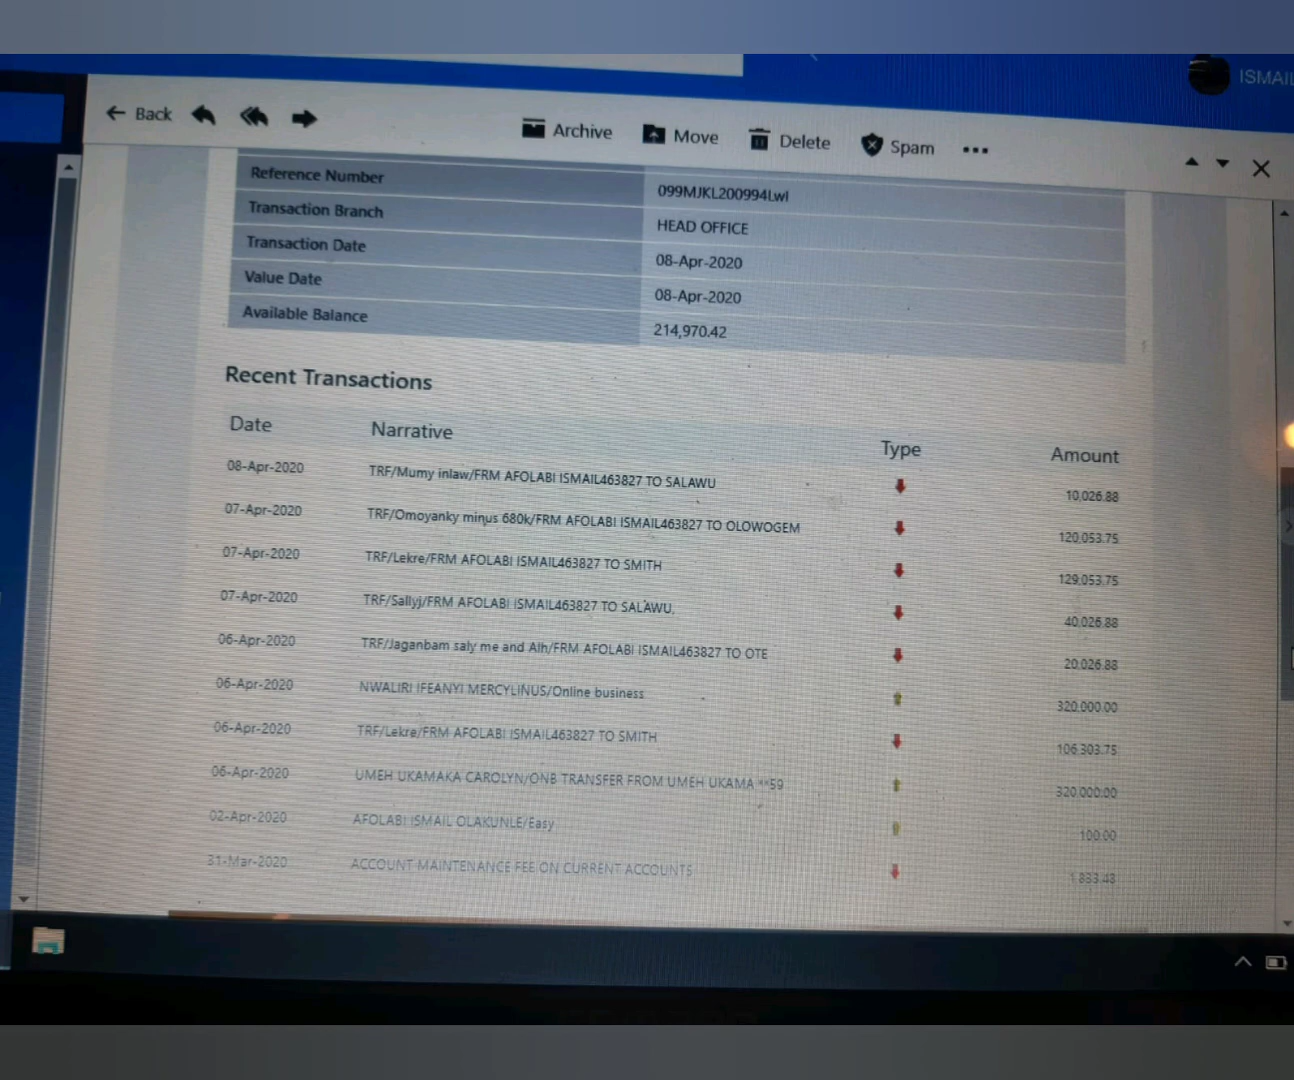 ISMAIL
Back
Archive
Move
Delete
Spam
Reference Number 099MJKL200994Lwl
Transaction Branch HEAD OFFICE
Transaction Date 08-Apr-2020
Value Date 08-Apr-2020
Available Balance 214,970.42
Recent Transactions
Date Narrative Type Amount
08-Apr-2020 TRF/Mumy inlaw/FRM AFOLABI ISMAIL463827 TO SALAWU 10,026.88
07-Apr-2020 TRF/Omoyanky minus 680k/FRM AFOLABI ISMAIL463827 TO OLOWOGEM 120,053.75
07-Apr-2020 TRF/Lekre/FRM AFOLABI ISMAIL463827 TO SMITH 129,053.75
07-Apr-2020 TRF/Sallyj/FRM AFOLABI ISMAIL463827 TO SALAWU, 40,026.88
06-Apr-2020 TRF/Jaganbam saly me and Alh/FRM AFOLABI ISMAIL463827 TO OTE 20,026.88
06-Apr-2020 NWALIRI IFEANYI MERCYLINUS/Online business 320,000.00
06-Apr-2020 TRF/Lekre/FRM AFOLABI ISMAIL463827 TO SMITH 106,303.75
06-Apr-2020 UMEH UKAMAKA CAROLYN/ONB TRANSFER FROM UMEH UKAMA **59 320,000.00
02-Apr-2020 AFOLABI ISMAIL OLAKUNLE/Easy 100.00
31-Mar-2020 ACCOUNT MAINTENANCE FEE ON CURRENT ACCOUNTS 1,833.48